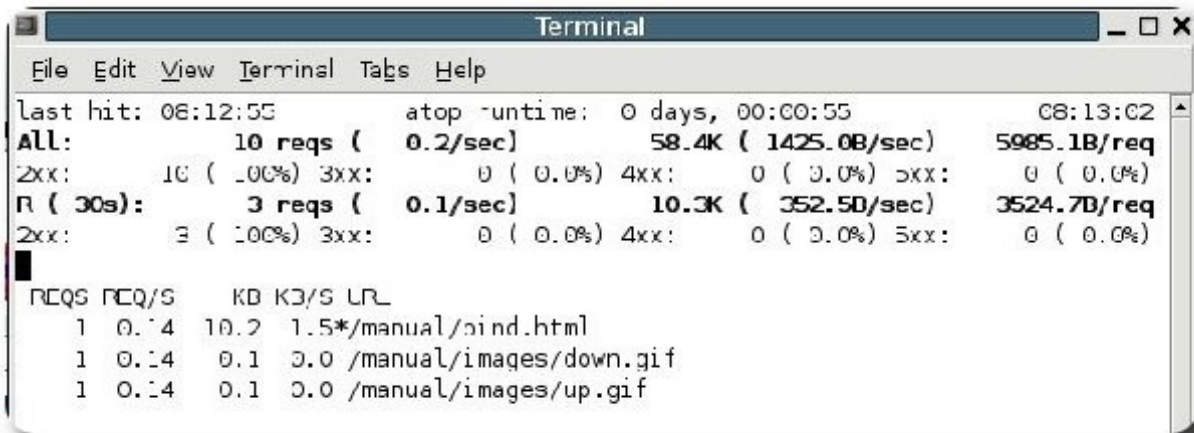 Terminal
File Edit View Terminal Tabs Help
last hit: 08:12:55 atop runtime: 0 days, 00:00:55 08:13:02
All: 10 reqs ( 0.2/sec) 58.4K ( 1425.0B/sec) 5985.1B/req
2xx: 10 ( 100%) 3xx: 0 ( 0.0%) 4xx: 0 ( 0.0%) 5xx: 0 ( 0.0%)
R ( 30s): 3 reqs ( 0.1/sec) 10.3K ( 352.5B/sec) 3524.7B/req
2xx: 3 ( 100%) 3xx: 0 ( 0.0%) 4xx: 0 ( 0.0%) 5xx: 0 ( 0.0%)
REQS REQ/S KB KB/S URL
1 0.14 10.2 1.5*/manual/bind.html
1 0.14 0.1 0.0 /manual/images/down.gif
1 0.14 0.1 0.0 /manual/images/up.gif